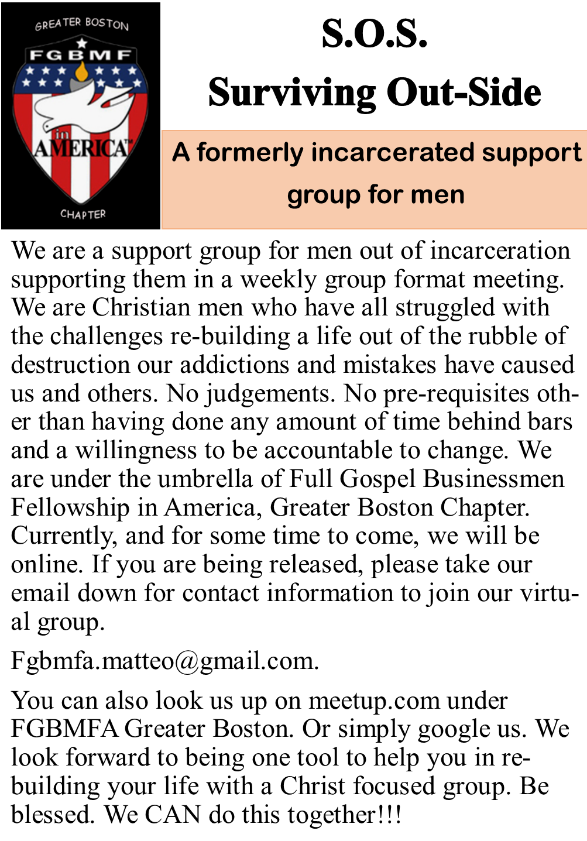 GREATER BOSTON
FGBMF
in
AMERICA™
CHAPTER
S.O.S.
Surviving Out-Side
A formerly incarcerated support
group for men
We are a support group for men out of incarceration
supporting them in a weekly group format meeting.
We are Christian men who have all struggled with
the challenges re-building a life out of the rubble of
destruction our addictions and mistakes have caused
us and others. No judgements. No pre-requisites oth-
er than having done any amount of time behind bars
and a willingness to be accountable to change. We
are under the umbrella of Full Gospel Businessmen
Fellowship in America, Greater Boston Chapter.
Currently, and for some time to come, we will be
online. If you are being released, please take our
email down for contact information to join our virtu-
al group.
Fgbmfa.matteo@gmail.com.
You can also look us up on meetup.com under
FGBMFA Greater Boston. Or simply google us. We
look forward to being one tool to help you in re-
building your life with a Christ focused group. Be
blessed. We CAN do this together!!!